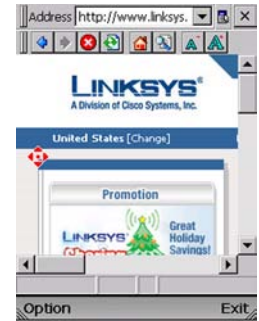 Address http://www.linksys.
A A
LINKSYS®
A Division of Cisco Systems, Inc.
United States [Change]
Promotion
LINKSYS
Great
Holiday
Savings!
Option Exit